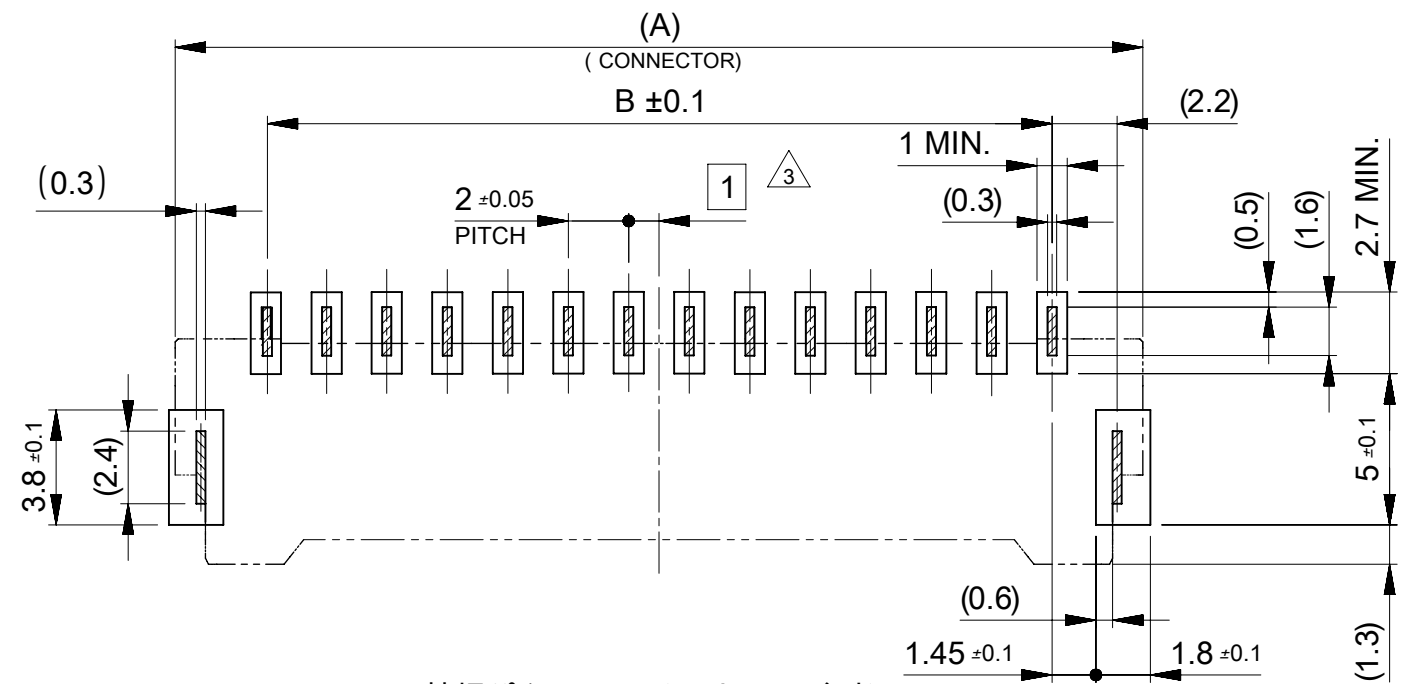 (A)
( CONNECTOR)
B ±0.1
(2.2)
1 MIN.
(0.3)
2 ±0.05
PITCH
1
3
(0.3)
(0.5)
(1.6)
2.7 MIN.
3.8 ±0.1
(2.4)
5 ±0.1
(0.6)
1.45 ±0.1
1.8 ±0.1
(1.3)